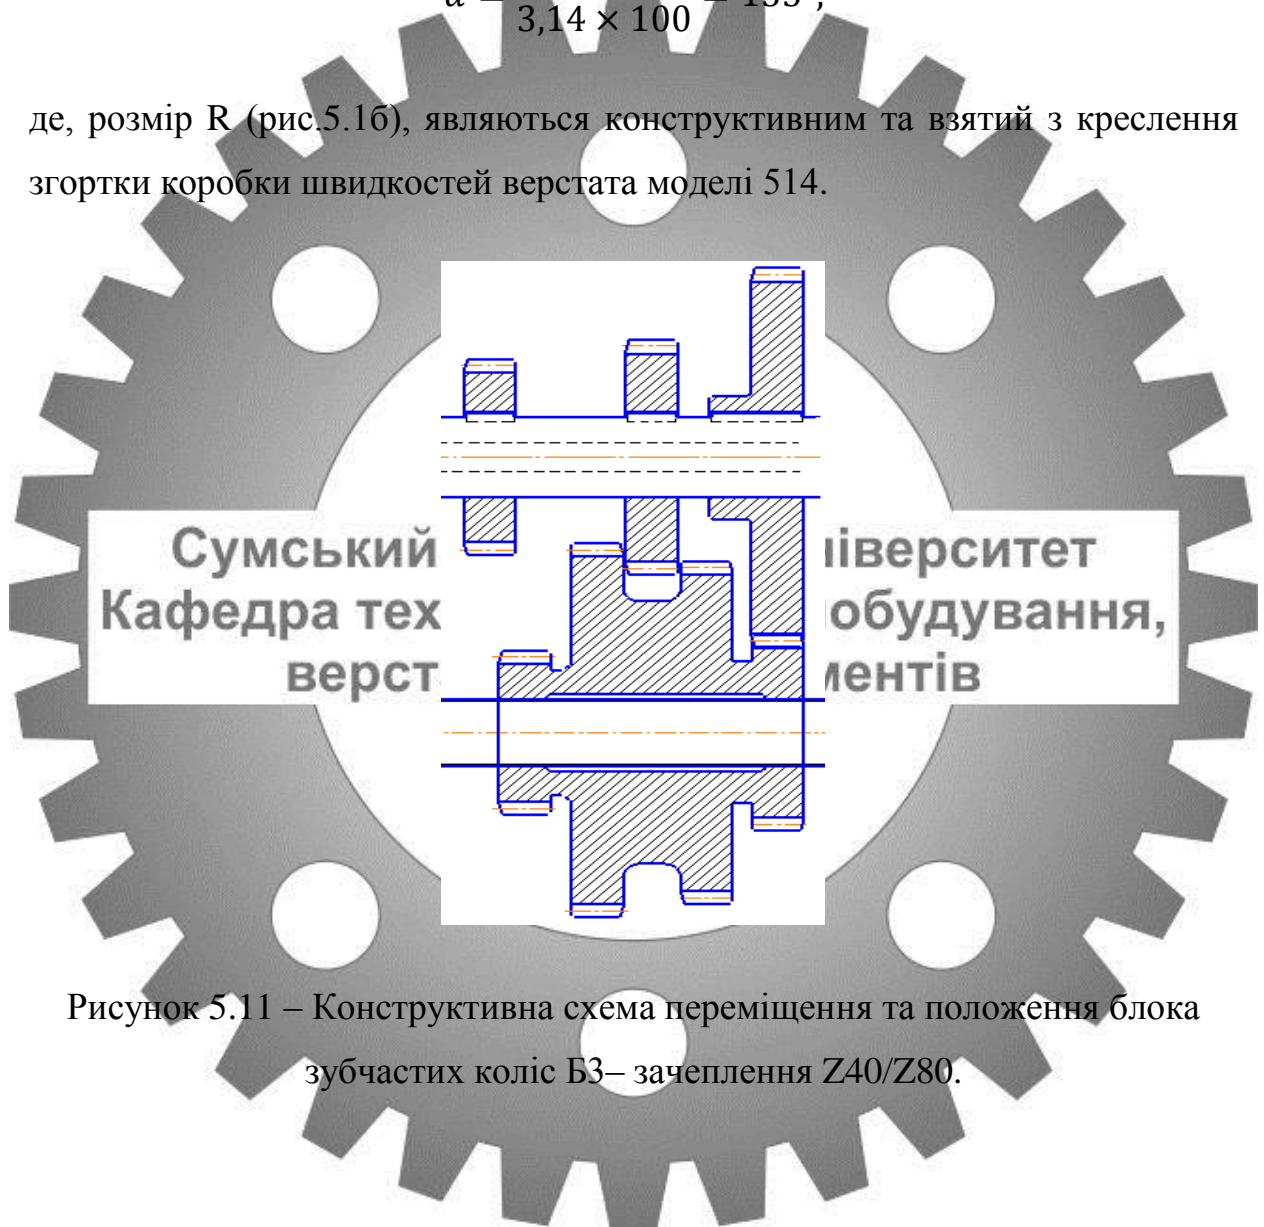 3,14 × 100
де, розмір R (рис.5.1б), являються конструктивним та взятий з креслення
згортки коробки швидкостей верстата моделі 514.
Сумський іверситет
Кафедра тех обудування,
верст ментів
Рисунок 5.11 – Конструктивна схема переміщення та положення блока
зубчастих коліс Б3– зачеплення Z40/Z80.